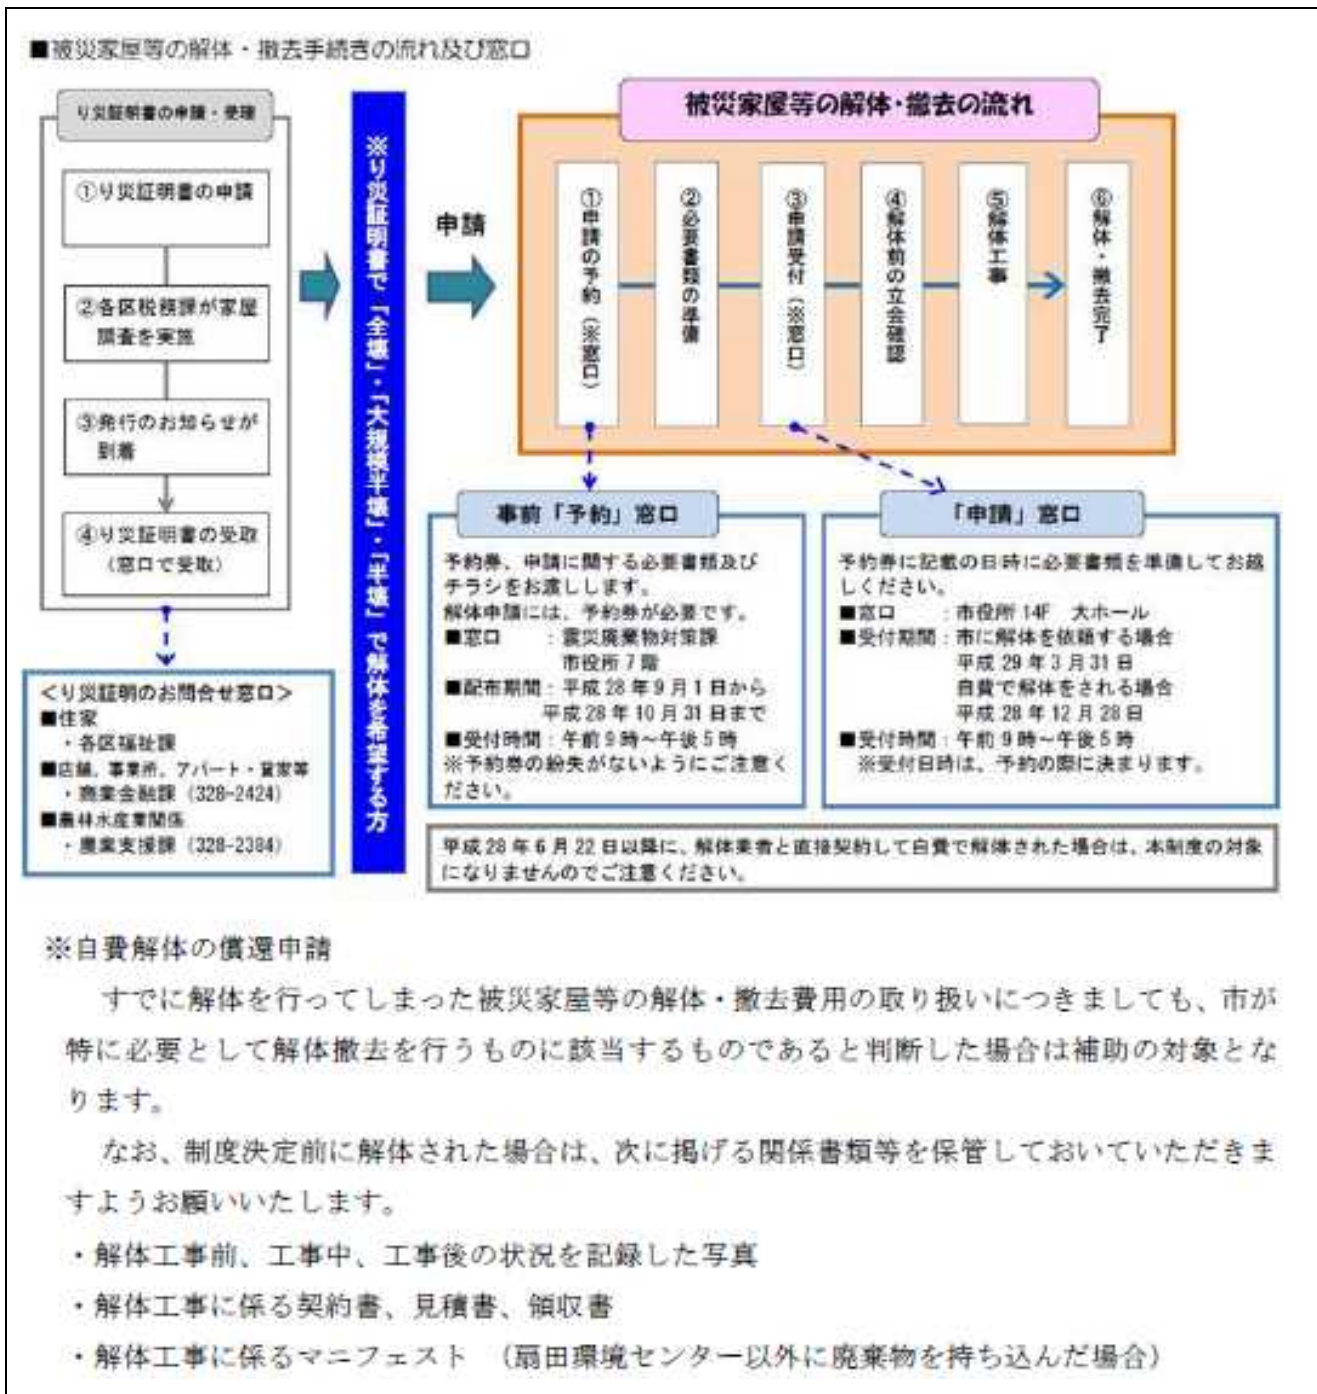 ■被災家屋等の解体・撤去手続きの流れ及び窓口
り災証明書の申請・受理
①り災証明書の申請
②各区税務課が家屋
調査を実施
③発行のお知らせが
到着
④り災証明書の受取
(窓口で受取)
<り災証明のお問合せ窓口>
■住家
・各区福祉課
■店舗、事業所、アパート・貸家等
・商業金融課 (328-2424)
■農林水産業関係
・農業支援課 (328-2384)
※り災証明書で「全壊」・「大規模半壊」・「半壊」で解体を希望する方
申請
被災家屋等の解体・撤去の流れ
①申請の予約(※窓口)
②必要書類の準備
③申請受付(※窓口)
④解体前の立会確認
⑤解体工事
⑥解体・撤去完了
事前「予約」窓口
予約券、申請に関する必要書類及び
チラシをお渡しします。
解体申請には、予約券が必要です。
■窓口 :震災廃棄物対策課
市役所7階
■配布期間:平成28年9月1日から
平成28年10月31日まで
■受付時間:午前9時~午後5時
※予約券の紛失がないようにご注意く
ださい。
「申請」窓口
予約券に記載の日時に必要書類を準備してお越
しください。
■窓口 :市役所14F 大ホール
■受付期間:市に解体を依頼する場合
平成29年3月31日
自費で解体をされる場合
平成28年12月28日
■受付時間:午前9時~午後5時
※受付日時は、予約の際に決まります。
平成28年6月22日以降に、解体業者と直接契約して自費で解体された場合は、本制度の対象
になりませんのでご注意ください。
※自費解体の償還申請
すでに解体を行ってしまった被災家屋等の解体・撤去費用の取り扱いにつきましても、市が
特に必要として解体撤去を行うものに該当するものであると判断した場合は補助の対象とな
ります。
なお、制度決定前に解体された場合は、次に掲げる関係書類等を保管しておいていただきま
すようお願いいたします。
・解体工事前、工事中、工事後の状況を記録した写真
・解体工事に係る契約書、見積書、領収書
・解体工事に係るマニフェスト (扇田環境センター以外に廃棄物を持ち込んだ場合)